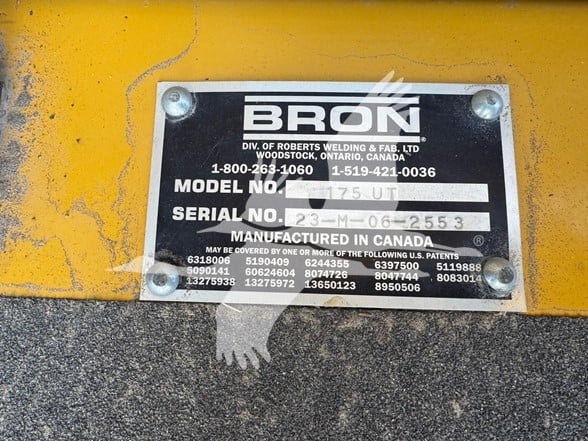 BRON®
DIV. OF ROBERTS WELDING & FAB. LTD
WOODSTOCK, ONTARIO, CANADA
1-800-263-1060 1-519-421-0036
MODEL NO. 175 UT
SERIAL NO. 23-M-06-2553
MANUFACTURED IN CANADA
MAY BE COVERED BY ONE OR MORE OF THE FOLLOWING U.S. PATENTS
6318006 5190409 6244355 6397500 5119888
6090141 60624604 8074726 8047744 8083014
13275938 13275972 13650123 8950506
®